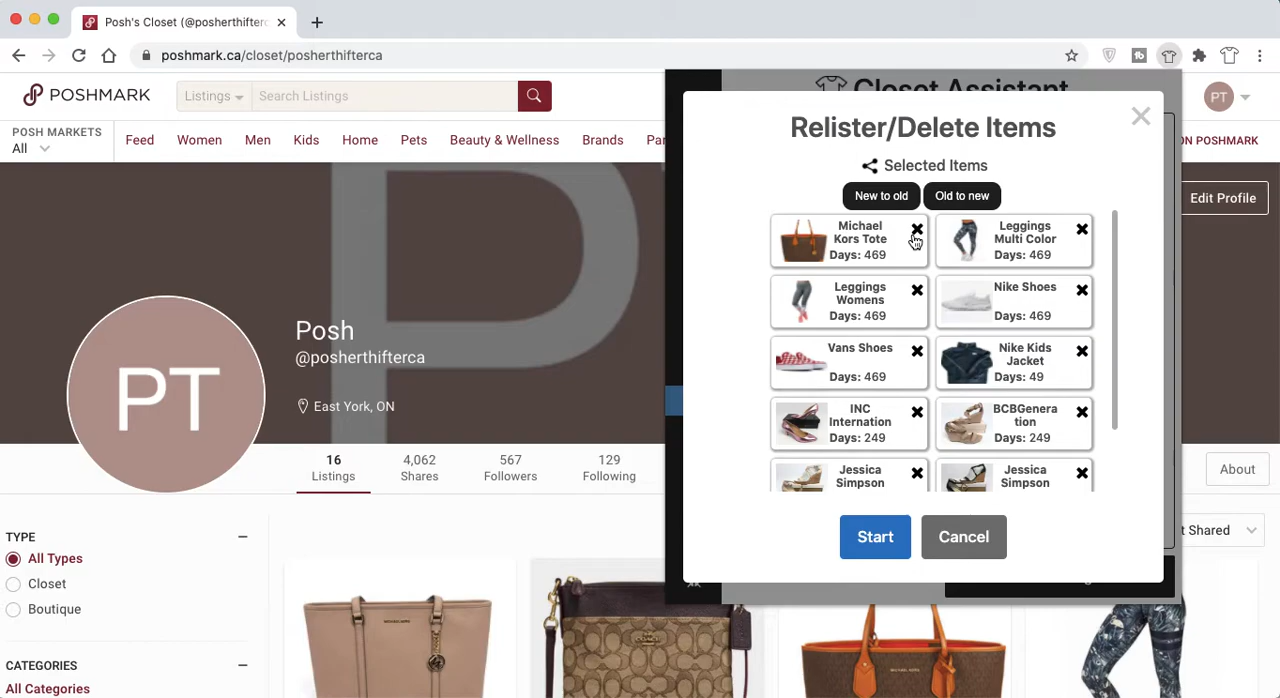 Posh's Closet (@posherthifterc
poshmark.ca/closet/posherthifterca
POSHMARK
Listings
Search Listings
PT
POSH MARKETS
All
Feed
Women
Men
Kids
Home
Pets
Beauty & Wellness
Brands
Par
ON POSHMARK
Closet Assistant
Relister/Delete Items
Selected Items
New to old
Old to new
Michael
Kors Tote
Days: 469
Leggings
Multi Color
Days: 469
Leggings
Womens
Days: 469
Nike Shoes
Days: 469
Vans Shoes
Days: 469
Nike Kids
Jacket
Days: 49
INC
Internation
Days: 249
BCBGenera
tion
Days: 249
Jessica
Simpson
Jessica
Simpson
Start
Cancel
Edit Profile
PT
Posh
@posherthifterca
East York, ON
16
Listings
4,062
Shares
567
Followers
129
Following
About
t Shared
TYPE
All Types
Closet
Boutique
CATEGORIES
All Categories